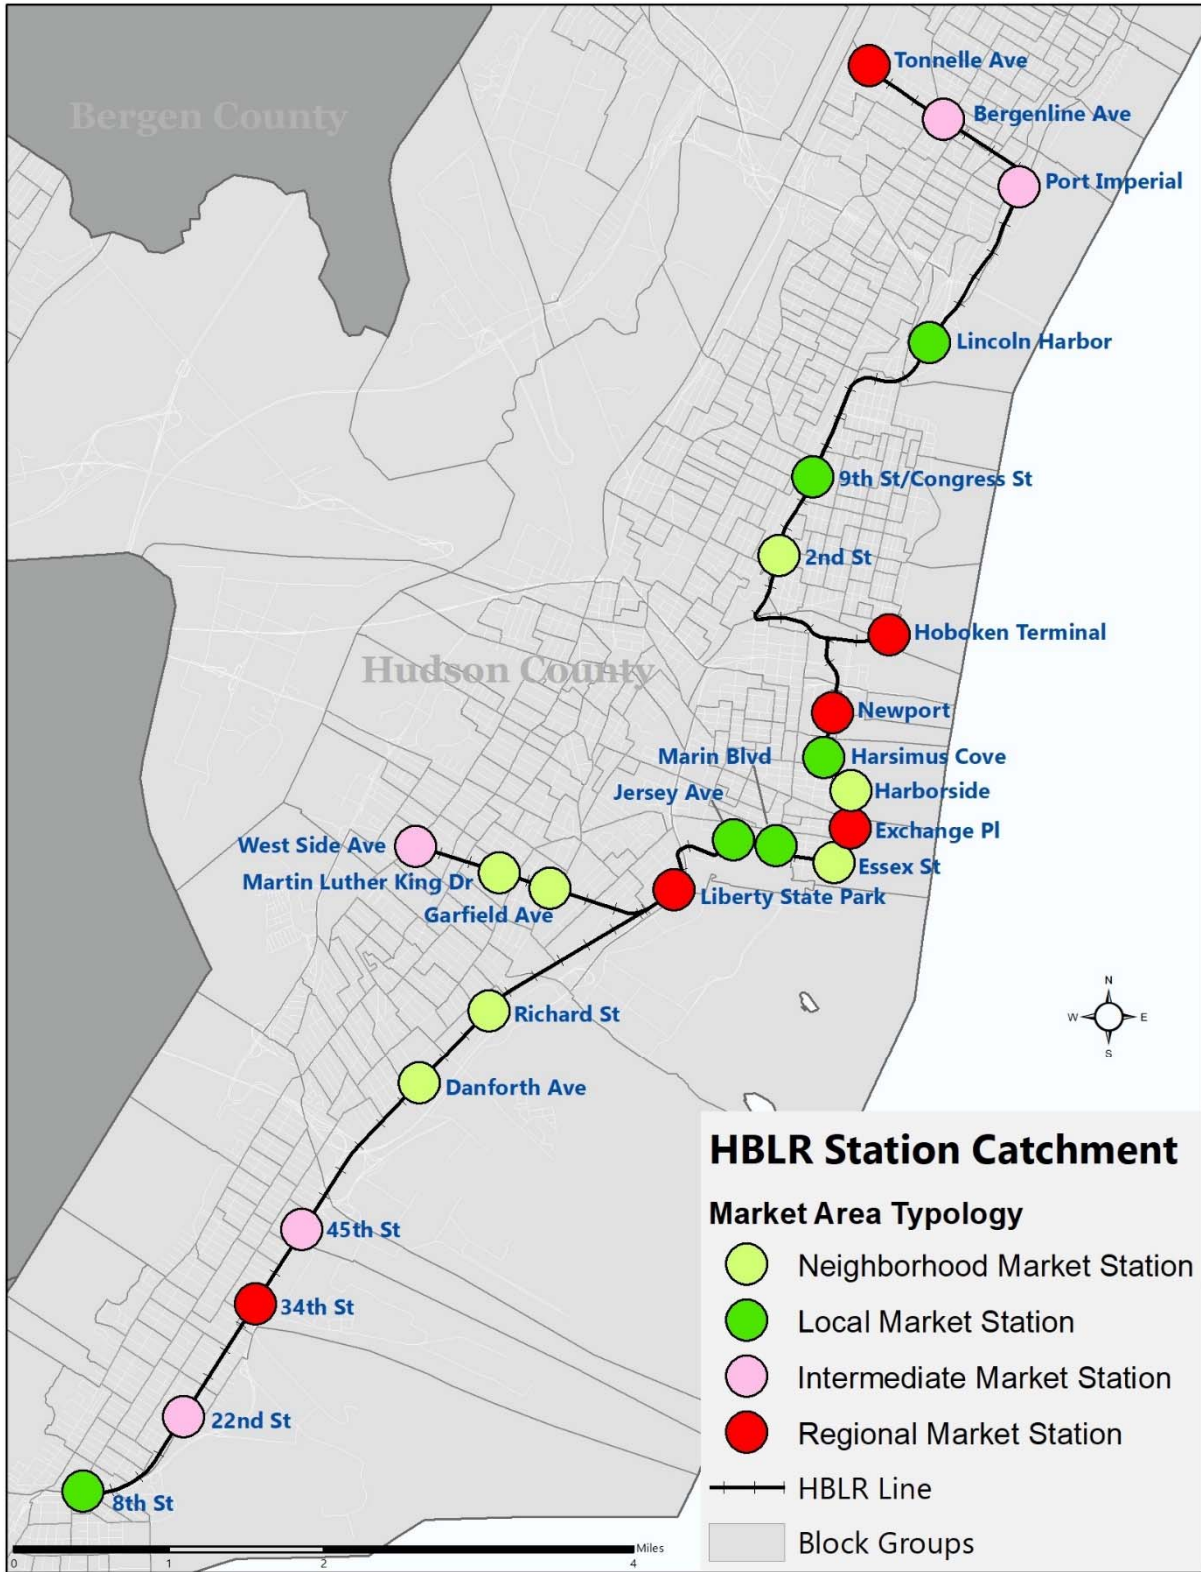 Tonnelle Ave
Bergen County
Bergenline Ave
Port Imperial
Lincoln Harbor
9th St/Congress St
2nd St
Hoboken Terminal
Hudson County
Newport
Marin Blvd
Harsimus Cove
Jersey Ave
Harborside
Exchange Pl
West Side Ave
Essex St
Martin Luther King Dr
Liberty State Park
Garfield Ave
N
W
E
S
Richard St
Danforth Ave
45th St
34th St
22nd St
8th St
HBLR Station Catchment
Market Area Typology
Neighborhood Market Station
Local Market Station
Intermediate Market Station
Regional Market Station
HBLR Line
Block Groups
Miles
0 1 2 4